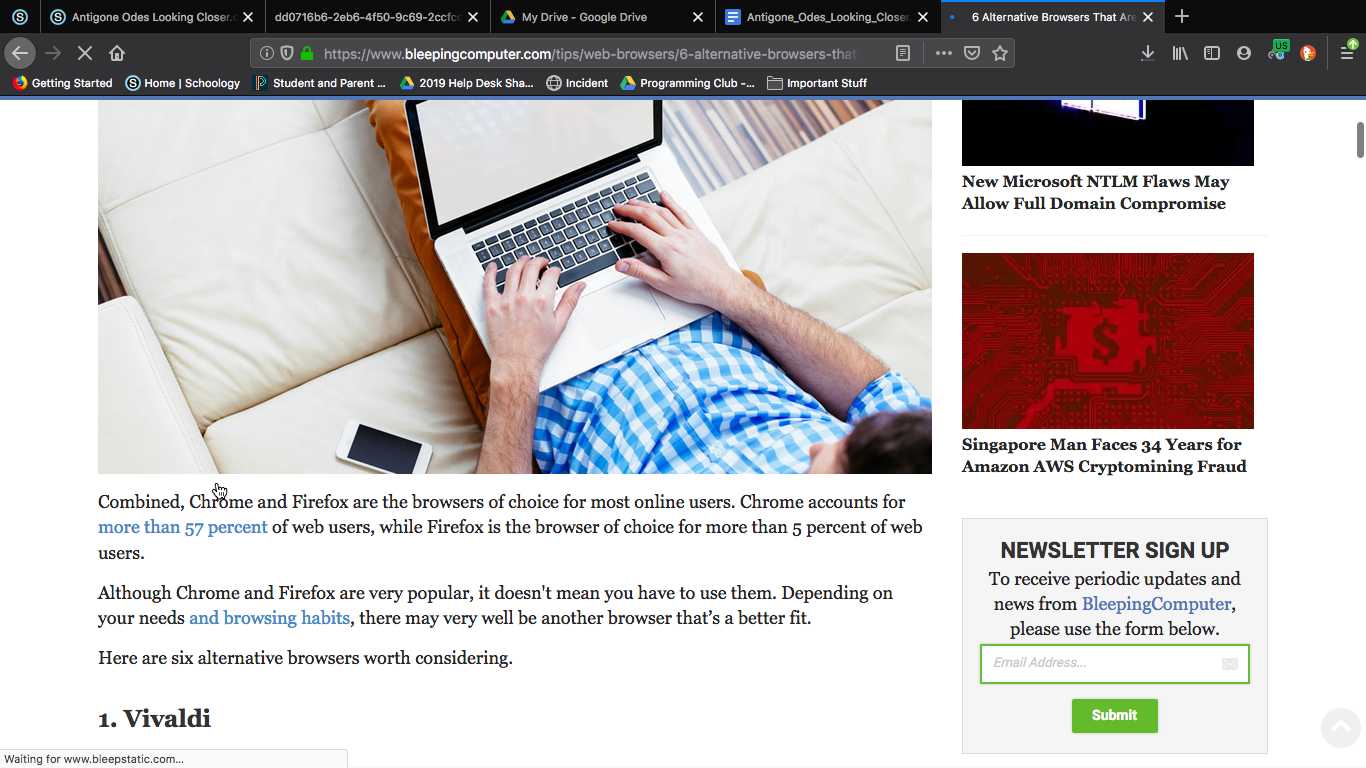 Antigone Odes Looking Closer.
dd0716b6-2eb6-4f50-9c69-2ccfc
My Drive - Google Drive
Antigone_Odes_Looking_Closer.
6 Alternative Browsers That Are
https://www.bleepingcomputer.com/tips/web-browsers/6-alternative-browsers-that-
US
Getting Started
Home | Schoology
Student and Parent ...
2019 Help Desk Sha...
Incident
Programming Club -...
Important Stuff
New Microsoft NTLM Flaws May
Allow Full Domain Compromise
Singapore Man Faces 34 Years for
Amazon AWS Cryptomining Fraud
Combined, Chrome and Firefox are the browsers of choice for most online users. Chrome accounts for
more than 57 percent of web users, while Firefox is the browser of choice for more than 5 percent of web
users.
Although Chrome and Firefox are very popular, it doesn't mean you have to use them. Depending on
your needs and browsing habits, there may very well be another browser that’s a better fit.
Here are six alternative browsers worth considering.
1. Vivaldi
NEWSLETTER SIGN UP
To receive periodic updates and
news from BleepingComputer,
please use the form below.
Email Address...
Submit
Waiting for www.bleepstatic.com...